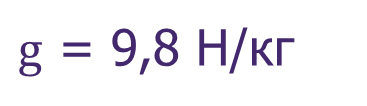 g = 9,8 Н/кг